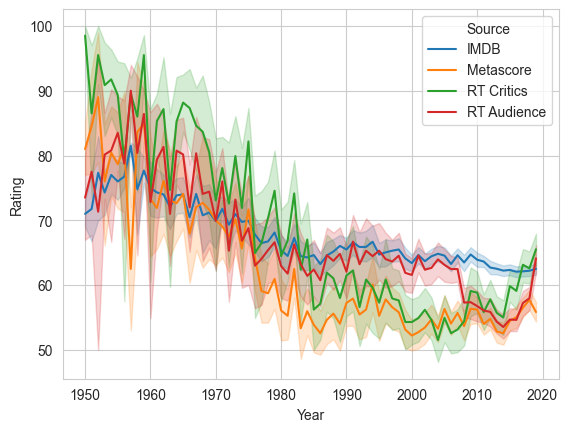 Source
IMDB
Metascore
RT Critics
RT Audience
Rating
100
90
80
70
60
50
1950
1960
1970
1980
1990
2000
2010
2020
Year